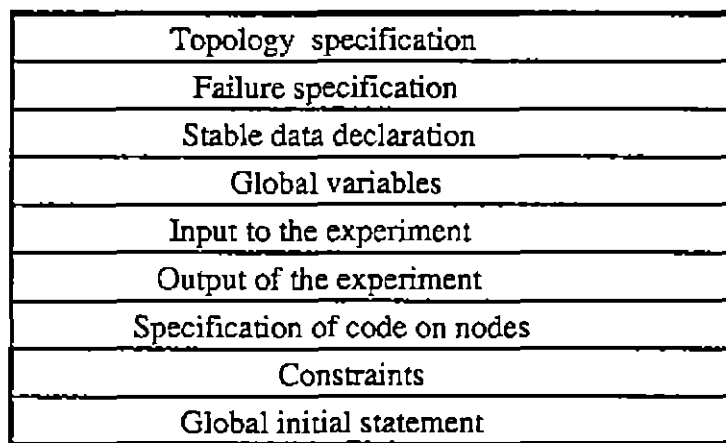 Topology specification
Failure specification
Stable data declaration
Global variables
Input to the experiment
Output of the experiment
Specification of code on nodes
Constraints
Global initial statement